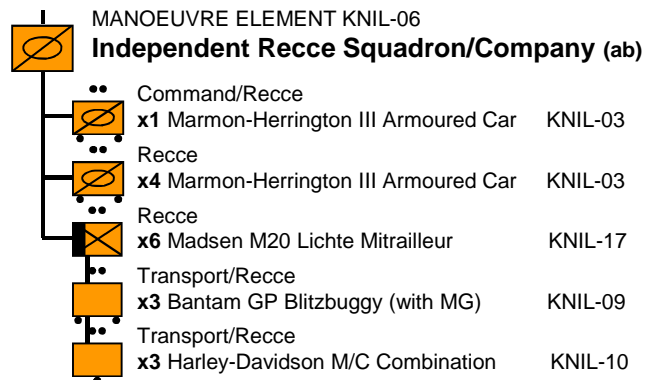 MANOEUVRE ELEMENT KNIL-06
Independent Recce Squadron/Company (ab)
Command/Recce
x1 Marmon-Herrington III Armoured Car KNIL-03
Recce
x4 Marmon-Herrington III Armoured Car KNIL-03
Recce
x6 Madsen M20 Lichte Mitrailleur KNIL-17
Transport/Recce
x3 Bantam GP Blitzbuggy (with MG) KNIL-09
Transport/Recce
x3 Harley-Davidson M/C Combination KNIL-10